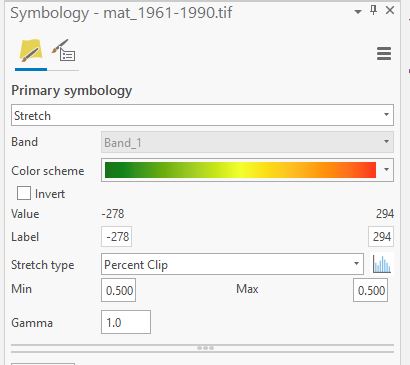 Symbology - mat_1961-1990.tif
Primary symbology
Stretch
Band Band_1
Color scheme
Invert
Value -278 294
Label -278 294
Stretch type Percent Clip
Min 0.500 Max 0.500
Gamma 1.0